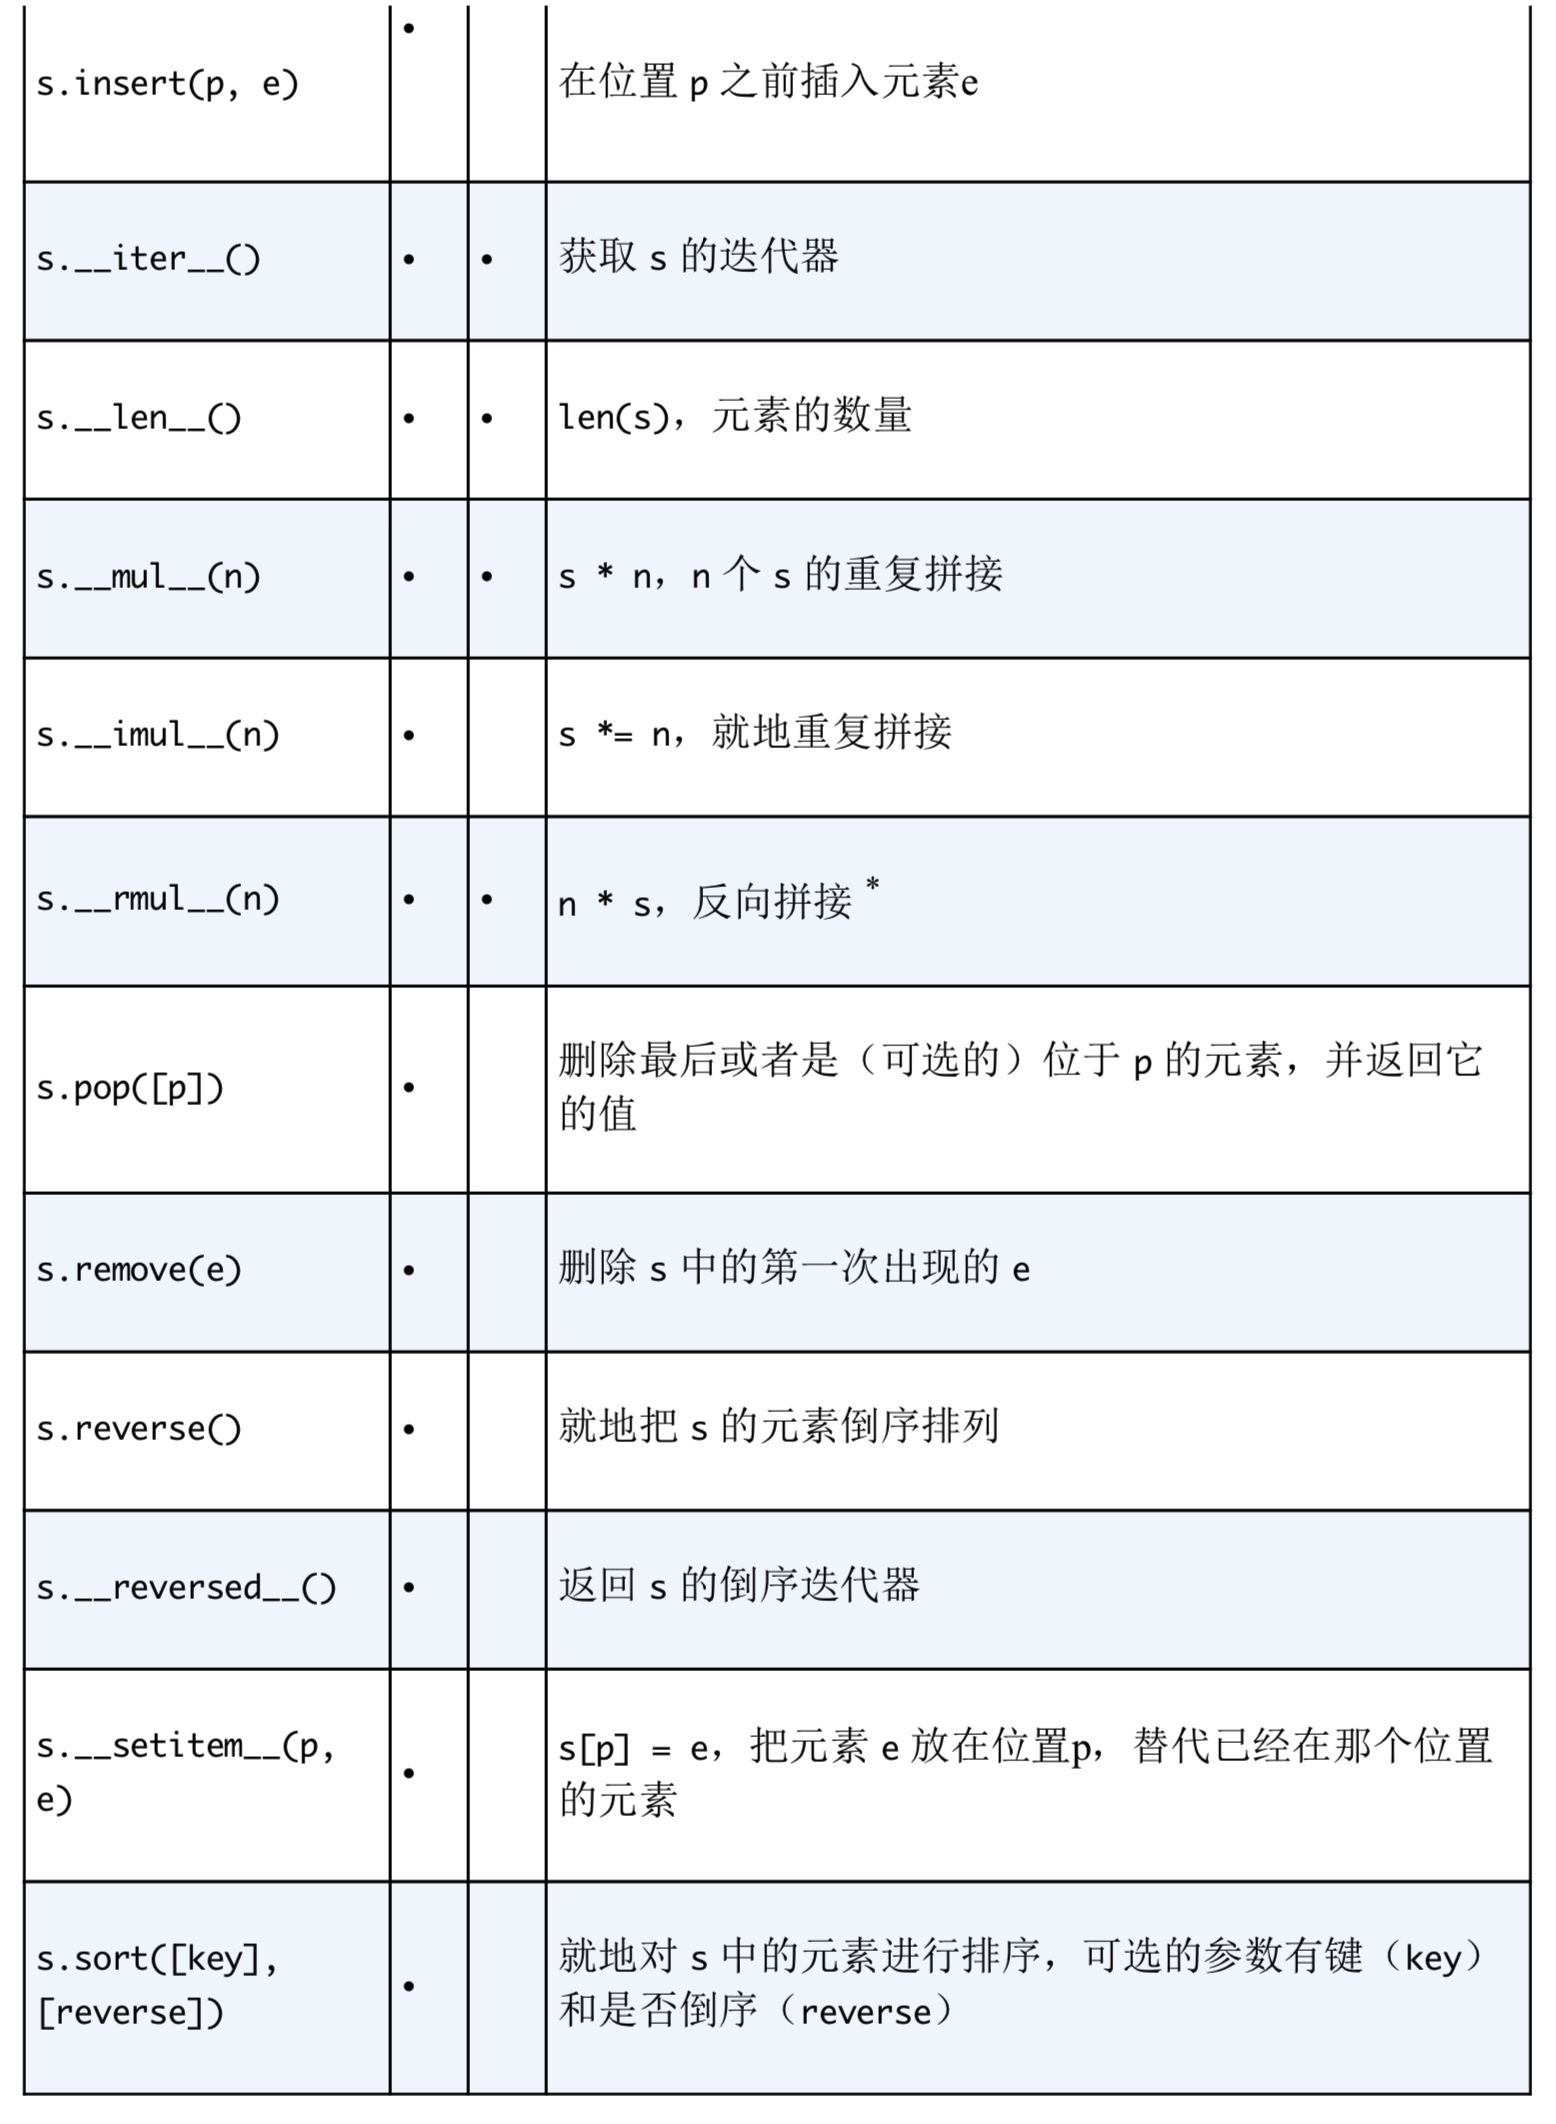 s.insert(p, e) • 在位置 p 之前插入元素e
s.__iter__() • • 获取 s 的迭代器
s.__len__() • • len(s)，元素的数量
s.__mul__(n) • • s * n，n 个 s 的重复拼接
s.__imul__(n) • s *= n，就地重复拼接
s.__rmul__(n) • • n * s，反向拼接 *
s.pop([p]) • 删除最后或者是（可选的）位于 p 的元素，并返回它
的值
s.remove(e) • 删除 s 中的第一次出现的 e
s.reverse() • 就地把 s 的元素倒序排列
s.__reversed__() • 返回 s 的倒序迭代器
s.__setitem__(p,
e)
• s[p] = e，把元素 e 放在位置p，替代已经在那个位置
的元素
s.sort([key],
[reverse])
• 就地对 s 中的元素进行排序，可选的参数有键（key）
和是否倒序（reverse）